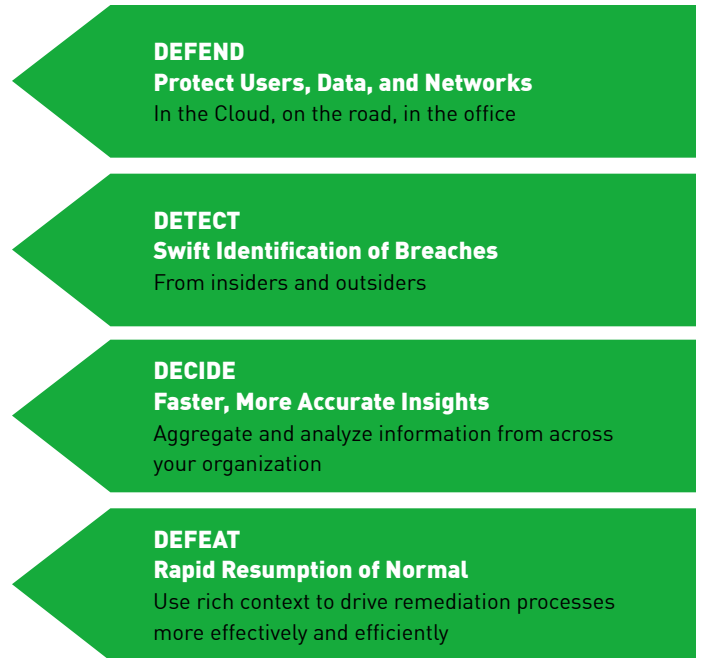 DEFEND
Protect Users, Data, and Networks
In the Cloud, on the road, in the office
DETECT
Swift Identification of Breaches
From insiders and outsiders
DECIDE
Faster, More Accurate Insights
Aggregate and analyze information from across
your organization
DEFEAT
Rapid Resumption of Normal
Use rich context to drive remediation processes
more effectively and efficiently